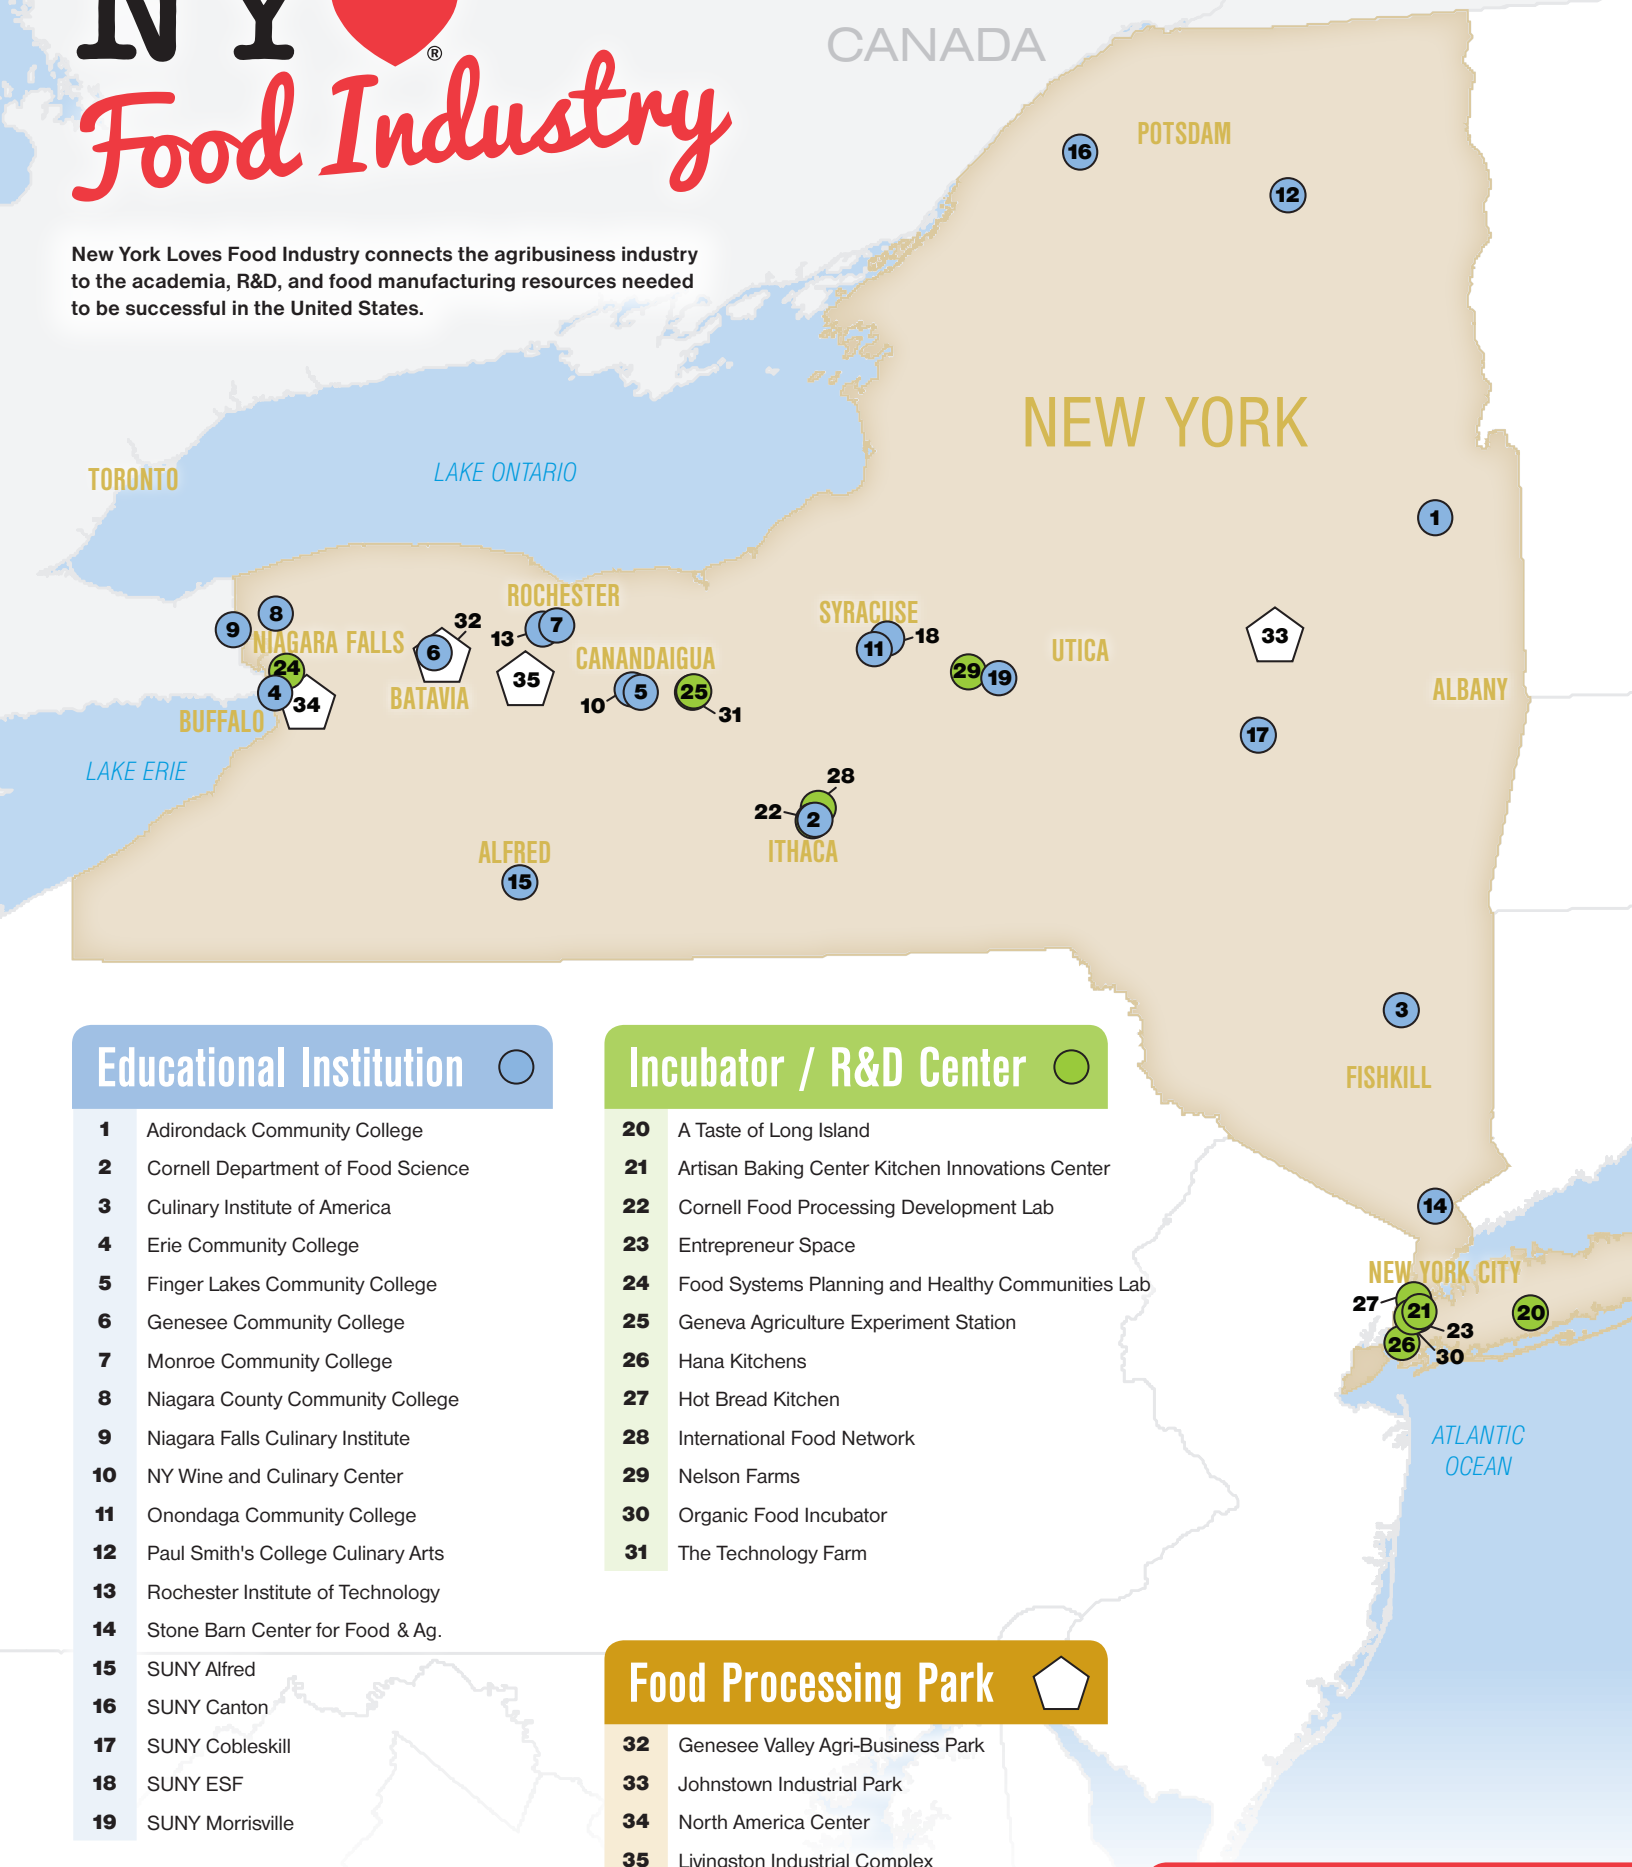 NY
®
Food Industry
New York Loves Food Industry connects the agribusiness industry
to the academia, R&D, and food manufacturing resources needed
to be successful in the United States.
CANADA
POTSDAM
16
12
NEW YORK
TORONTO
LAKE ONTARIO
1
ROCHESTER
8
9
NIAGARA FALLS
32
6
13
7
SYRACUSE
18
11
33
UTICA
24
4
34
BUFFALO
BATAVIA
35
CANANDAIGUA
10
5
25
31
29
19
ALBANY
17
LAKE ERIE
28
22
2
ITHACA
ALFRED
15
3
FISHKILL
14
NEW YORK CITY
27
21
20
23
26
30
ATLANTIC
OCEAN
Educational Institution
1 Adirondack Community College
2 Cornell Department of Food Science
3 Culinary Institute of America
4 Erie Community College
5 Finger Lakes Community College
6 Genesee Community College
7 Monroe Community College
8 Niagara County Community College
9 Niagara Falls Culinary Institute
10 NY Wine and Culinary Center
11 Onondaga Community College
12 Paul Smith's College Culinary Arts
13 Rochester Institute of Technology
14 Stone Barn Center for Food & Ag.
15 SUNY Alfred
16 SUNY Canton
17 SUNY Cobleskill
18 SUNY ESF
19 SUNY Morrisville
Incubator / R&D Center
20 A Taste of Long Island
21 Artisan Baking Center Kitchen Innovations Center
22 Cornell Food Processing Development Lab
23 Entrepreneur Space
24 Food Systems Planning and Healthy Communities Lab
25 Geneva Agriculture Experiment Station
26 Hana Kitchens
27 Hot Bread Kitchen
28 International Food Network
29 Nelson Farms
30 Organic Food Incubator
31 The Technology Farm
Food Processing Park
32 Genesee Valley Agri-Business Park
33 Johnstown Industrial Park
34 North America Center
35 Livingston Industrial Complex